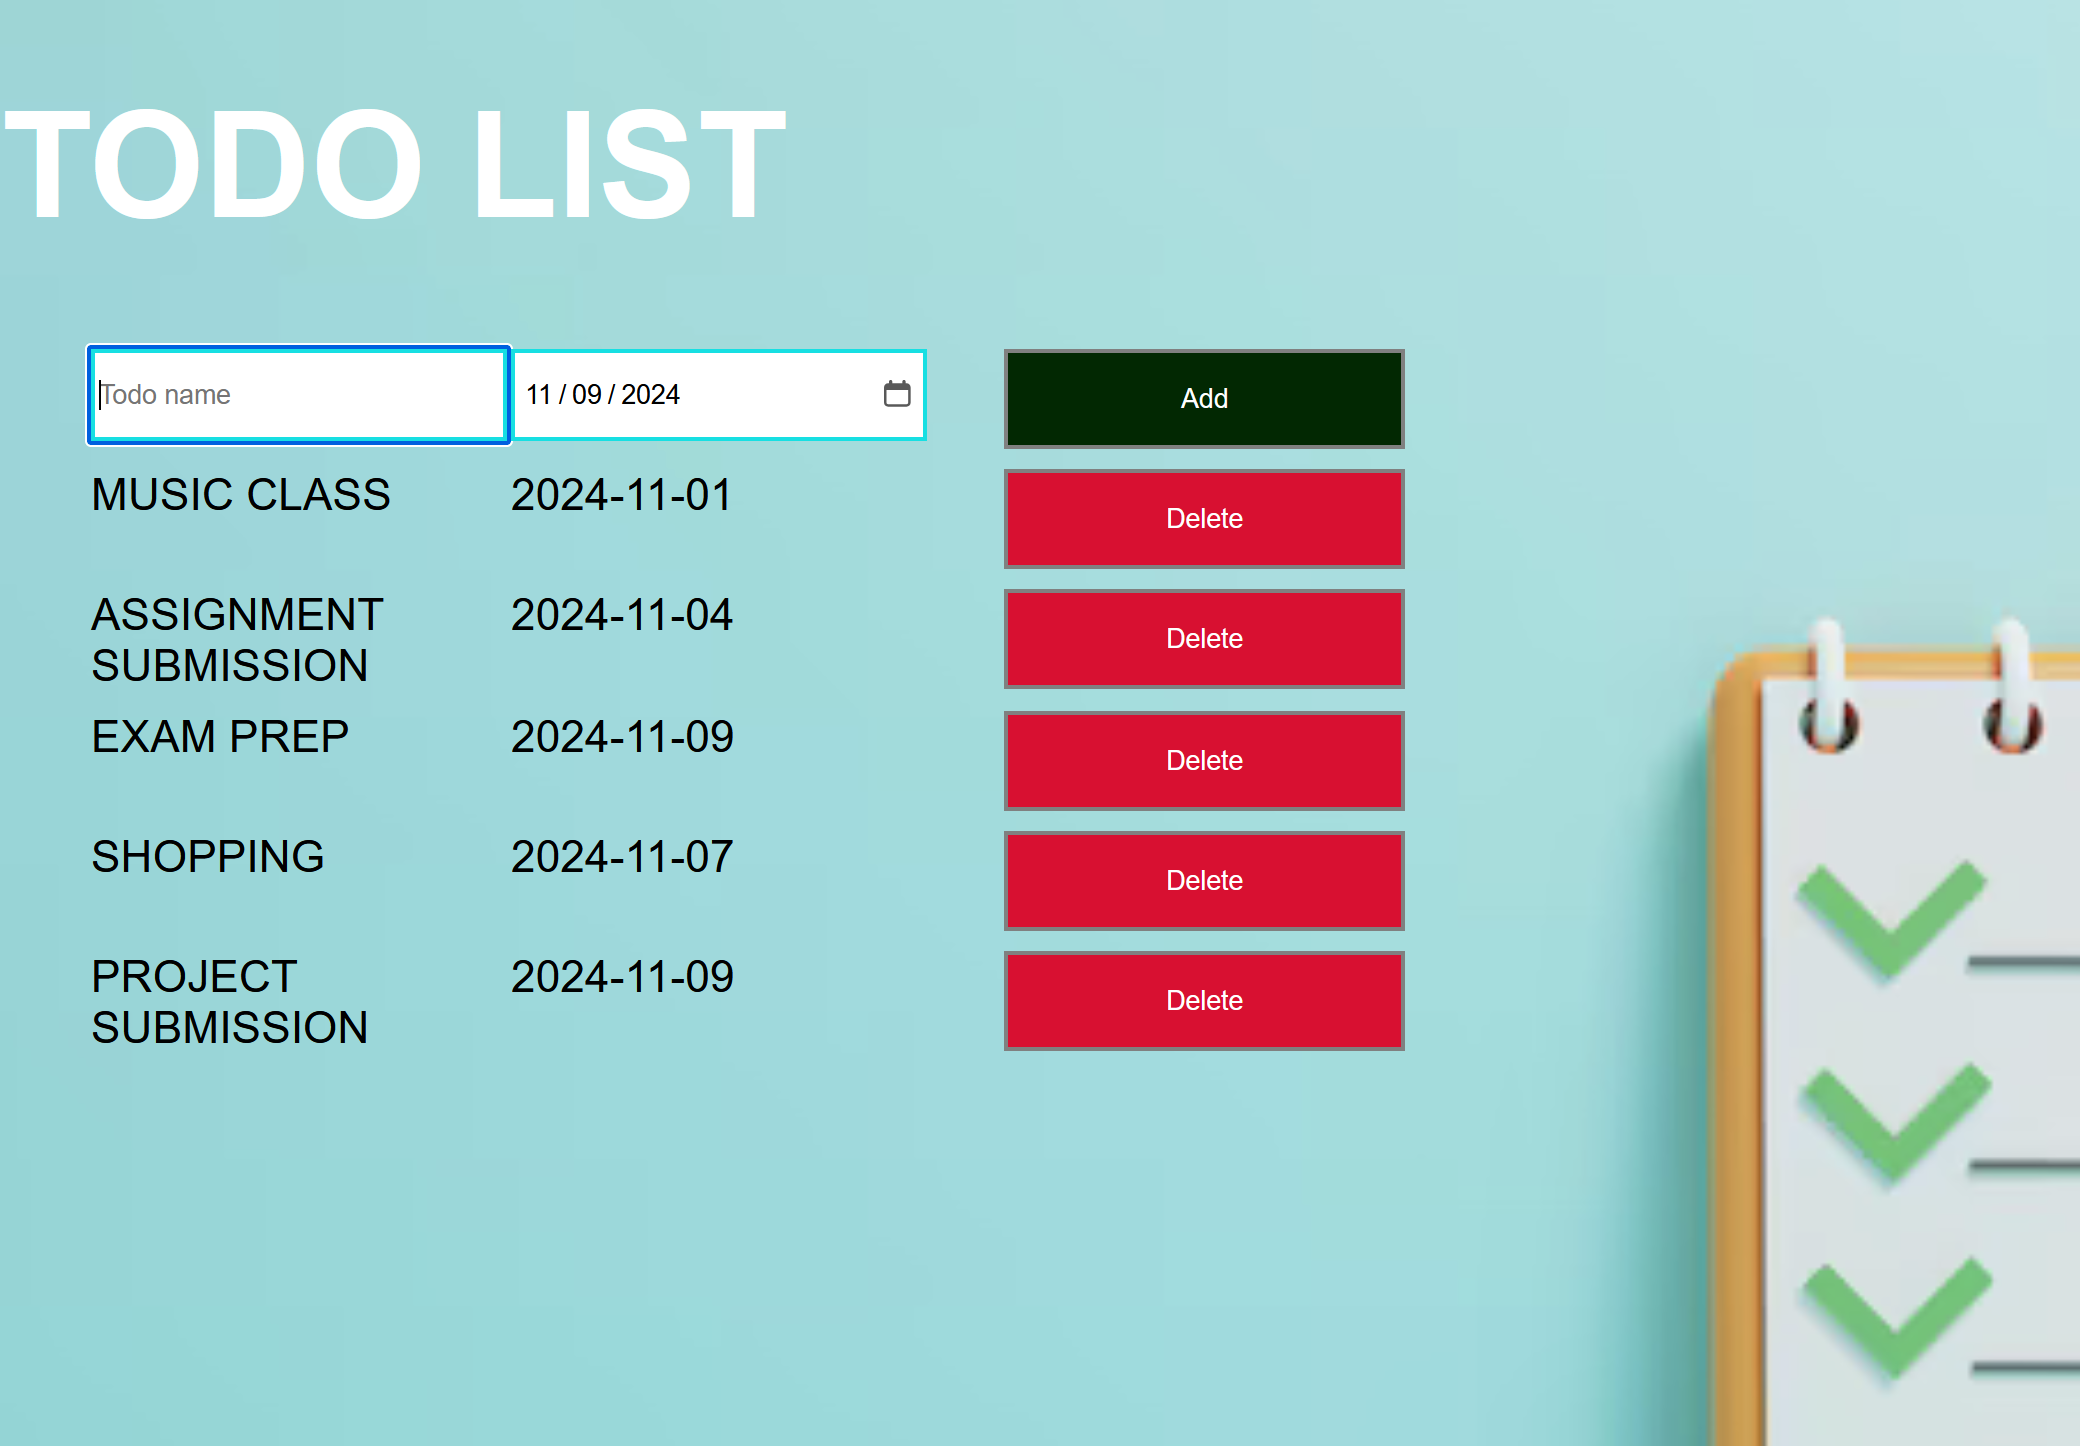 TODO LIST
Todo name 11/09/2024 Add
MUSIC CLASS 2024-11-01 Delete
ASSIGNMENT 2024-11-04 Delete
SUBMISSION
EXAM PREP 2024-11-09 Delete
SHOPPING 2024-11-07 Delete
PROJECT 2024-11-09 Delete
SUBMISSION